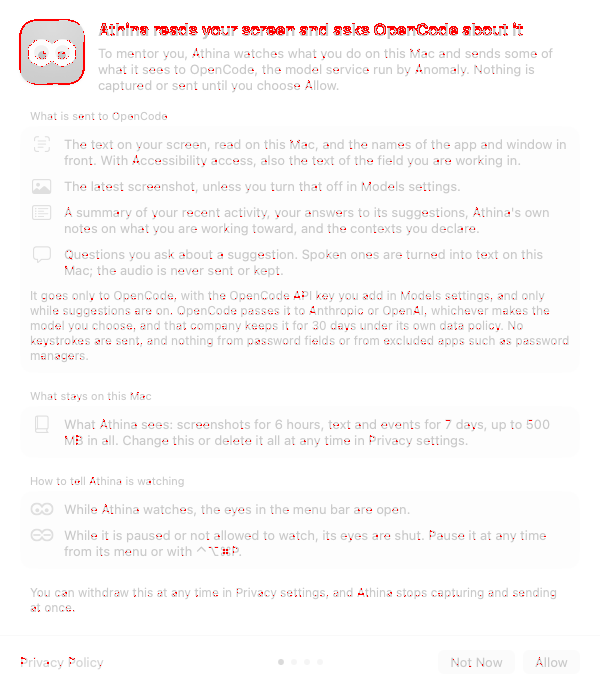 Athina reads your screen and asks OpenCode about it
To mentor you, Athina watches what you do on this Mac and sends some of
what it sees to OpenCode, the model service run by Anomaly. Nothing is
captured or sent until you choose Allow.
What is sent to OpenCode
The text on your screen, read on this Mac, and the names of the app and window in
front. With Accessibility access, also the text of the field you are working in.
The latest screenshot, unless you turn that off in Models settings.
A summary of your recent activity, your answers to its suggestions, Athina's own
notes on what you are working toward, and the contexts you declare.
Questions you ask about a suggestion. Spoken ones are turned into text on this
Mac; the audio is never sent or kept.
It goes only to OpenCode, with the OpenCode API key you add in Models settings, and only
while suggestions are on. OpenCode passes it to Anthropic or OpenAI, whichever makes the
model you choose, and that company keeps it for 30 days under its own data policy. No
keystrokes are sent, and nothing from password fields or from excluded apps such as password
managers.
What stays on this Mac
What Athina sees: screenshots for 6 hours, text and events for 7 days, up to 500
MB in all. Change this or delete it all at any time in Privacy settings.
How to tell Athina is watching
While Athina watches, the eyes in the menu bar are open.
While it is paused or not allowed to watch, its eyes are shut. Pause it at any time
from its menu or with ⌃⌥⌘P.
You can withdraw this at any time in Privacy settings, and Athina stops capturing and sending
at once.
Privacy Policy
Not Now
Allow